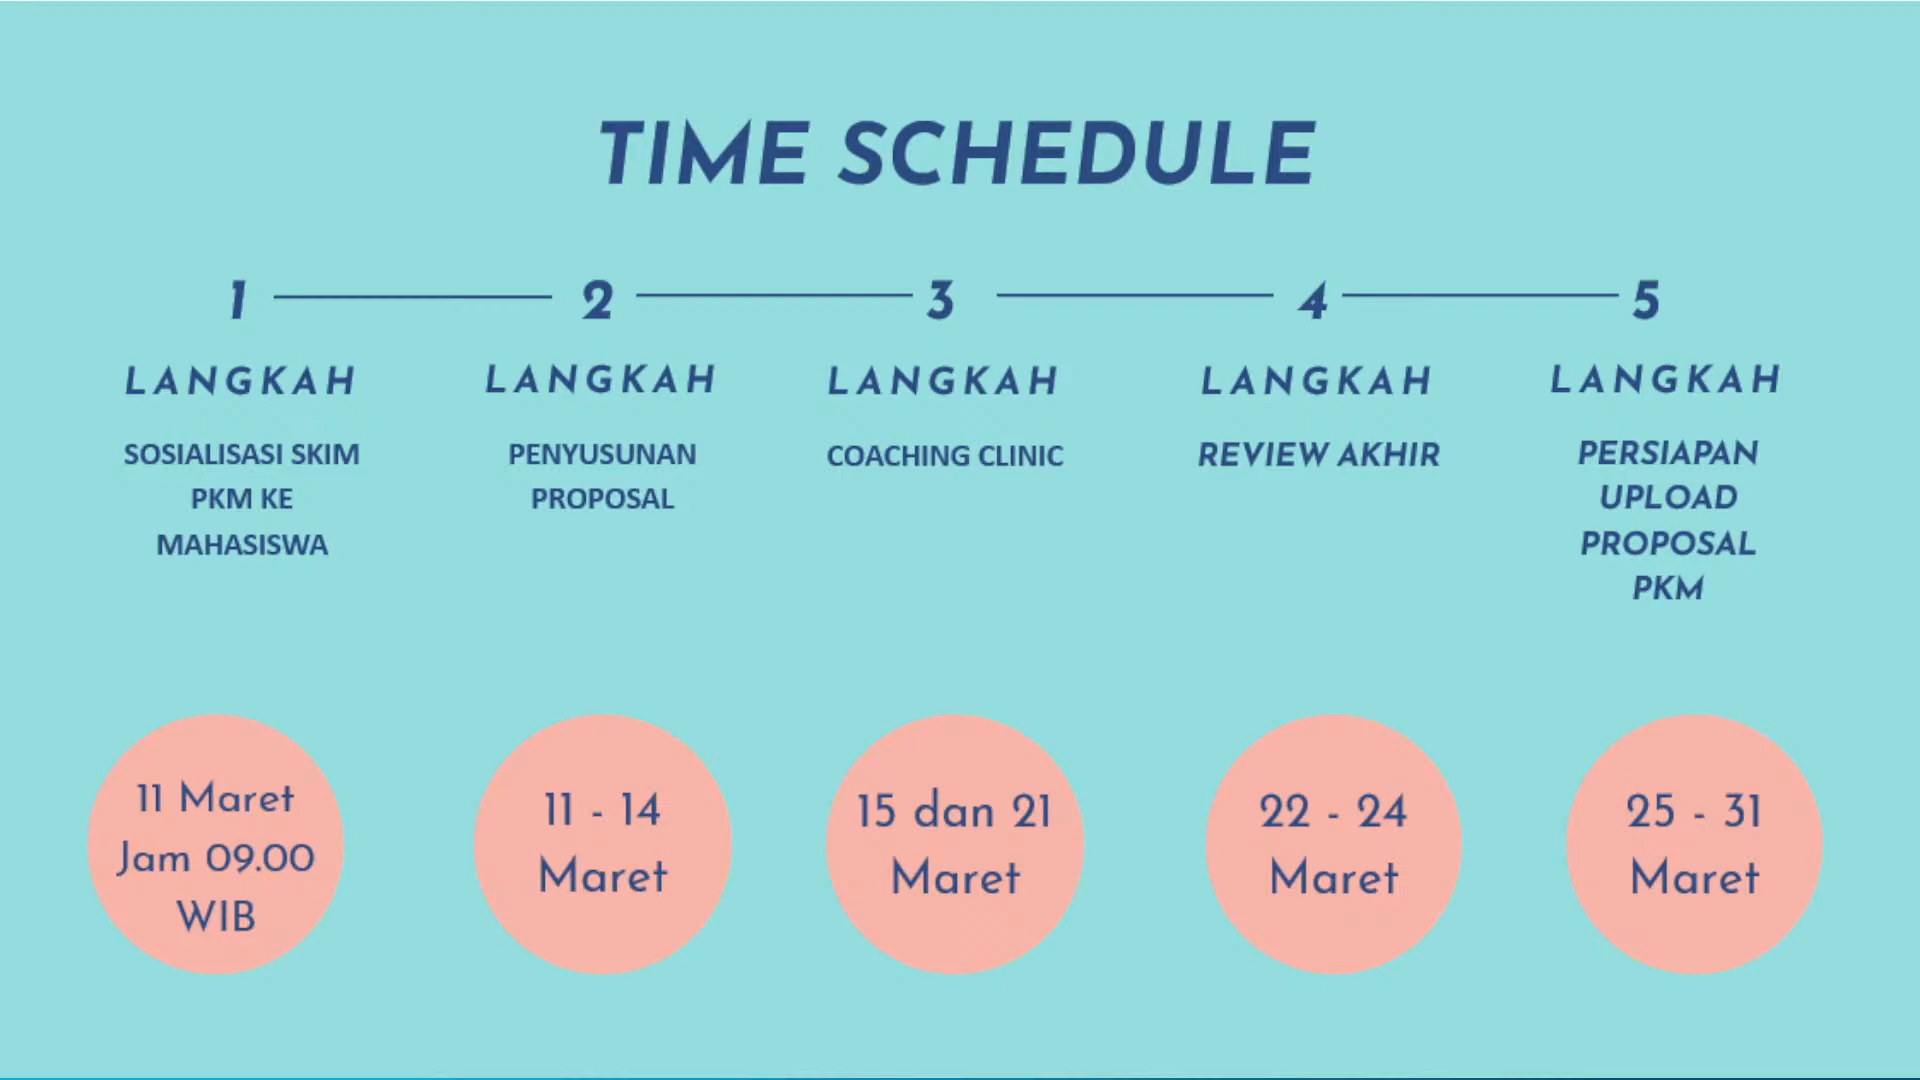 TIME SCHEDULE
1
LANGKAH
SOSIALISASI SKIM
PKM KE
MAHASISWA
11 Maret
Jam 09.00
WIB
2
LANGKAH
PENYUSUNAN
PROPOSAL
11 - 14
Maret
3
LANGKAH
COACHING CLINIC
15 dan 21
Maret
4
LANGKAH
REVIEW AKHIR
22 - 24
Maret
5
LANGKAH
PERSIAPAN
UPLOAD
PROPOSAL
PKM
25 - 31
Maret